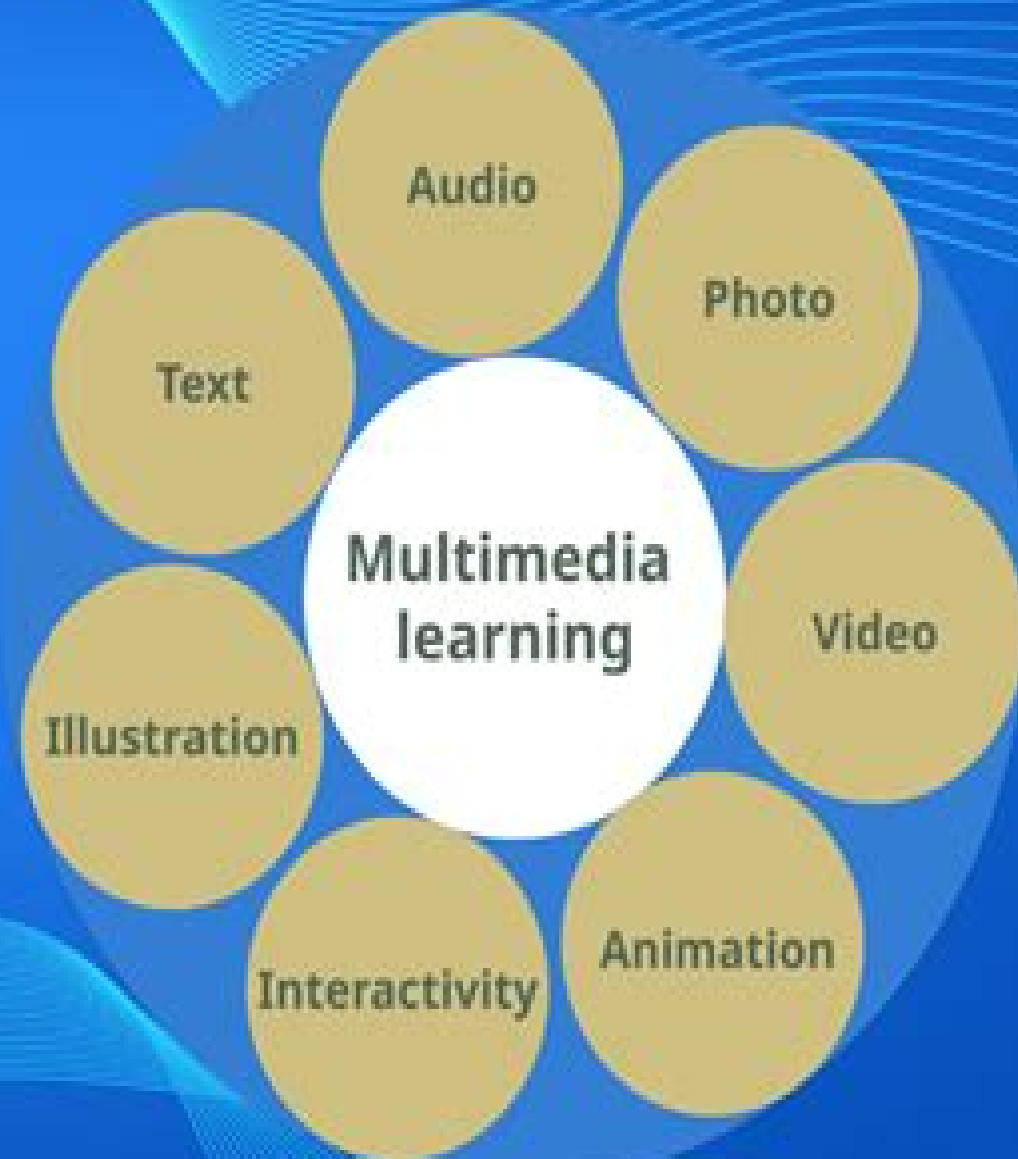 Audio
Photo
Text
Multimedia
learning
Video
Illustration
Animation
Interactivity